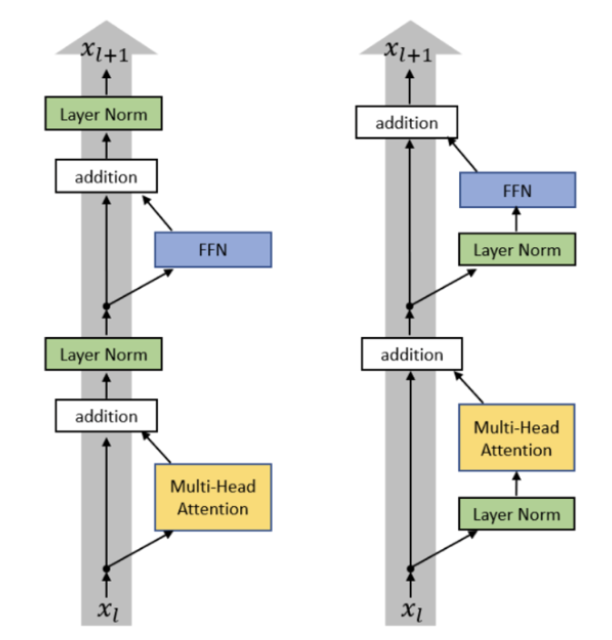 x_{l+1}
Layer Norm
addition
FFN
Layer Norm
addition
Multi-Head
Attention
x_l
x_{l+1}
addition
FFN
Layer Norm
addition
Multi-Head
Attention
Layer Norm
x_l